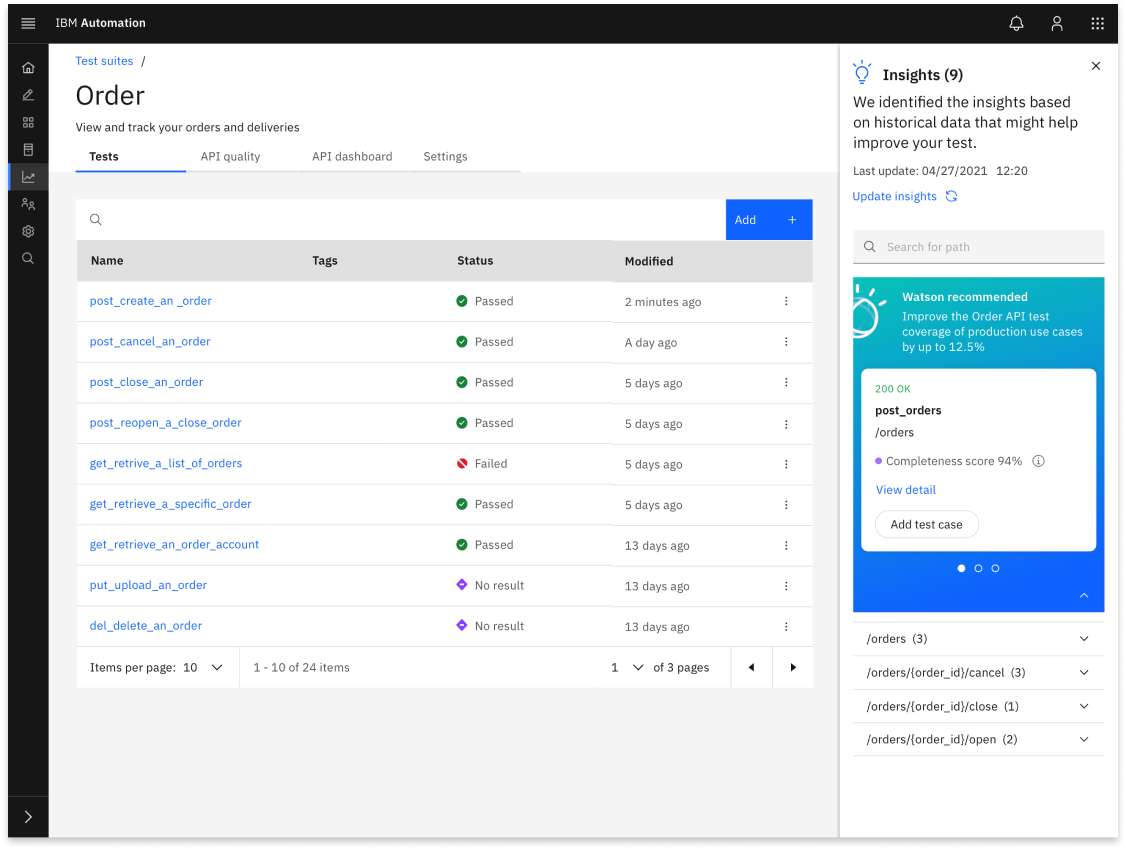 IBM Automation
Test suites /
Order
View and track your orders and deliveries
Tests API quality API dashboard Settings
Add +
Name Tags Status Modified
post_create_an _order Passed 2 minutes ago
post_cancel_an_order Passed A day ago
post_close_an_order Passed 5 days ago
post_reopen_a_close_order Passed 5 days ago
get_retrive_a_list_of_orders Failed 5 days ago
get_retrieve_a_specific_order Passed 5 days ago
get_retrieve_an_order_account Passed 13 days ago
put_upload_an_order No result 13 days ago
del_delete_an_order No result 13 days ago
Items per page: 10 1 - 10 of 24 items 1 of 3 pages
Insights (9)
We identified the insights based
on historical data that might help
improve your test.
Last update: 04/27/2021 12:20
Update insights
Search for path
Watson recommended
Improve the Order API test
coverage of production use cases
by up to 12.5%
200 OK
post_orders
/orders
Completeness score 94%
View detail
Add test case
/orders (3)
/orders/{order_id}/cancel (3)
/orders/{order_id}/close (1)
/orders/{order_id}/open (2)